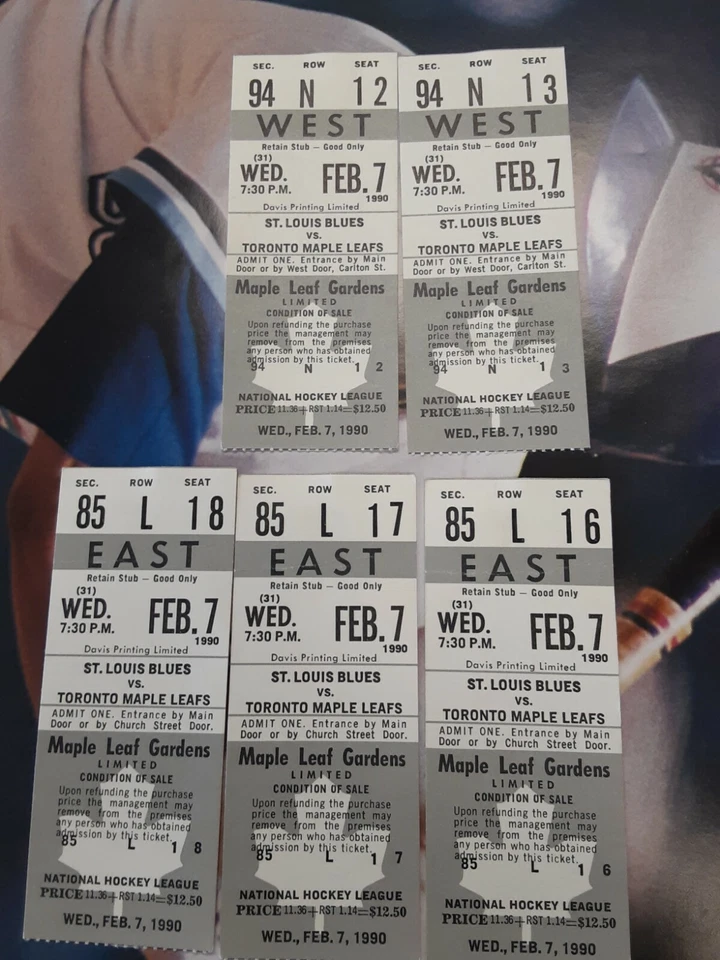 SEC. ROW SEAT
94 N 12
WEST
Retain Stub — Good Only
(31)
WED. FEB. 7
7:30 P.M. 1990
Davis Printing Limited
ST. LOUIS BLUES
VS.
TORONTO MAPLE LEAFS
ADMIT ONE. Entrance by Main
Door or by West Door, Carlton St.
Maple Leaf Gardens
LIMITED
CONDITION OF SALE
Upon refunding the purchase
price the management may
remove from the premises
any person who has obtained
admission by this ticket.
94 N 1 2
NATIONAL HOCKEY LEAGUE
PRICE 11.36 + RST 1.14 = $12.50
WED., FEB. 7, 1990
SEC. ROW SEAT
94 N 13
WEST
Retain Stub — Good Only
(31)
WED. FEB. 7
7:30 P.M. 1990
Davis Printing Limited
ST. LOUIS BLUES
VS.
TORONTO MAPLE LEAFS
ADMIT ONE. Entrance by Main
Door or by West Door, Carlton St.
Maple Leaf Gardens
LIMITED
CONDITION OF SALE
Upon refunding the purchase
price the management may
remove from the premises
any person who has obtained
admission by this ticket.
94 N 1 3
NATIONAL HOCKEY LEAGUE
PRICE 11.36 + RST 1.14 = $12.50
WED., FEB. 7, 1990
SEC. ROW SEAT
85 L 18
EAST
Retain Stub — Good Only
(31)
WED. FEB. 7
7:30 P.M. 1990
Davis Printing Limited
ST. LOUIS BLUES
VS.
TORONTO MAPLE LEAFS
ADMIT ONE. Entrance by Main
Door or by Church Street Door.
Maple Leaf Gardens
LIMITED
CONDITION OF SALE
Upon refunding the purchase
price the management may
remove from the premises
any person who has obtained
admission by this ticket.
85 L 1 8
NATIONAL HOCKEY LEAGUE
PRICE 11.36 + RST 1.14 = $12.50
WED., FEB. 7, 1990
SEC. ROW SEAT
85 L 17
EAST
Retain Stub — Good Only
(31)
WED. FEB. 7
7:30 P.M. 1990
Davis Printing Limited
ST. LOUIS BLUES
VS.
TORONTO MAPLE LEAFS
ADMIT ONE. Entrance by Main
Door or by Church Street Door.
Maple Leaf Gardens
LIMITED
CONDITION OF SALE
Upon refunding the purchase
price the management may
remove from the premises
any person who has obtained
admission by this ticket.
85 L 1 7
NATIONAL HOCKEY LEAGUE
PRICE 11.36 + RST 1.14 = $12.50
WED., FEB. 7, 1990
SEC. ROW SEAT
85 L 16
EAST
Retain Stub — Good Only
(31)
WED. FEB. 7
7:30 P.M. 1990
Davis Printing Limited
ST. LOUIS BLUES
VS.
TORONTO MAPLE LEAFS
ADMIT ONE. Entrance by Main
Door or by Church Street Door.
Maple Leaf Gardens
LIMITED
CONDITION OF SALE
Upon refunding the purchase
price the management may
remove from the premises
any person who has obtained
admission by this ticket.
85 L 1 6
NATIONAL HOCKEY LEAGUE
PRICE 11.36 + RST 1.14 = $12.50
WED., FEB. 7, 1990